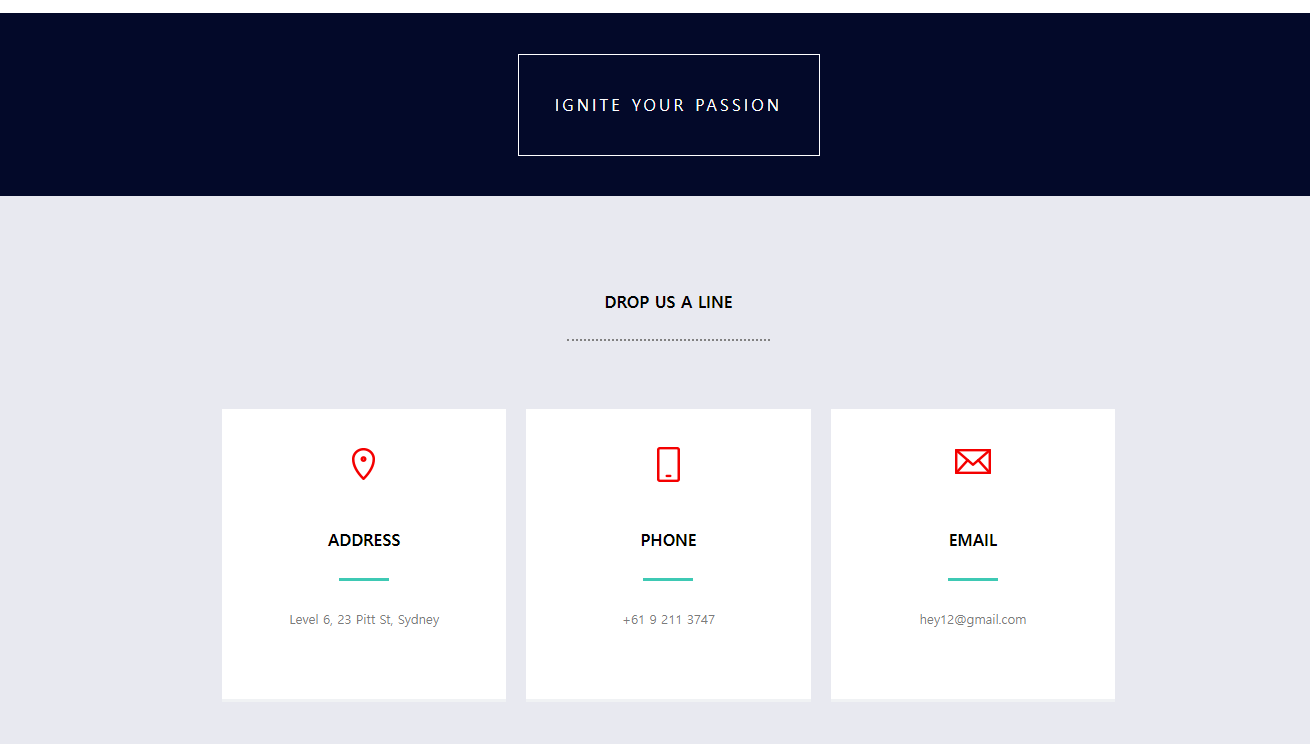 IGNITE YOUR PASSION
DROP US A LINE
ADDRESS
Level 6, 23 Pitt St, Sydney
PHONE
+61 9 211 3747
EMAIL
hey12@gmail.com